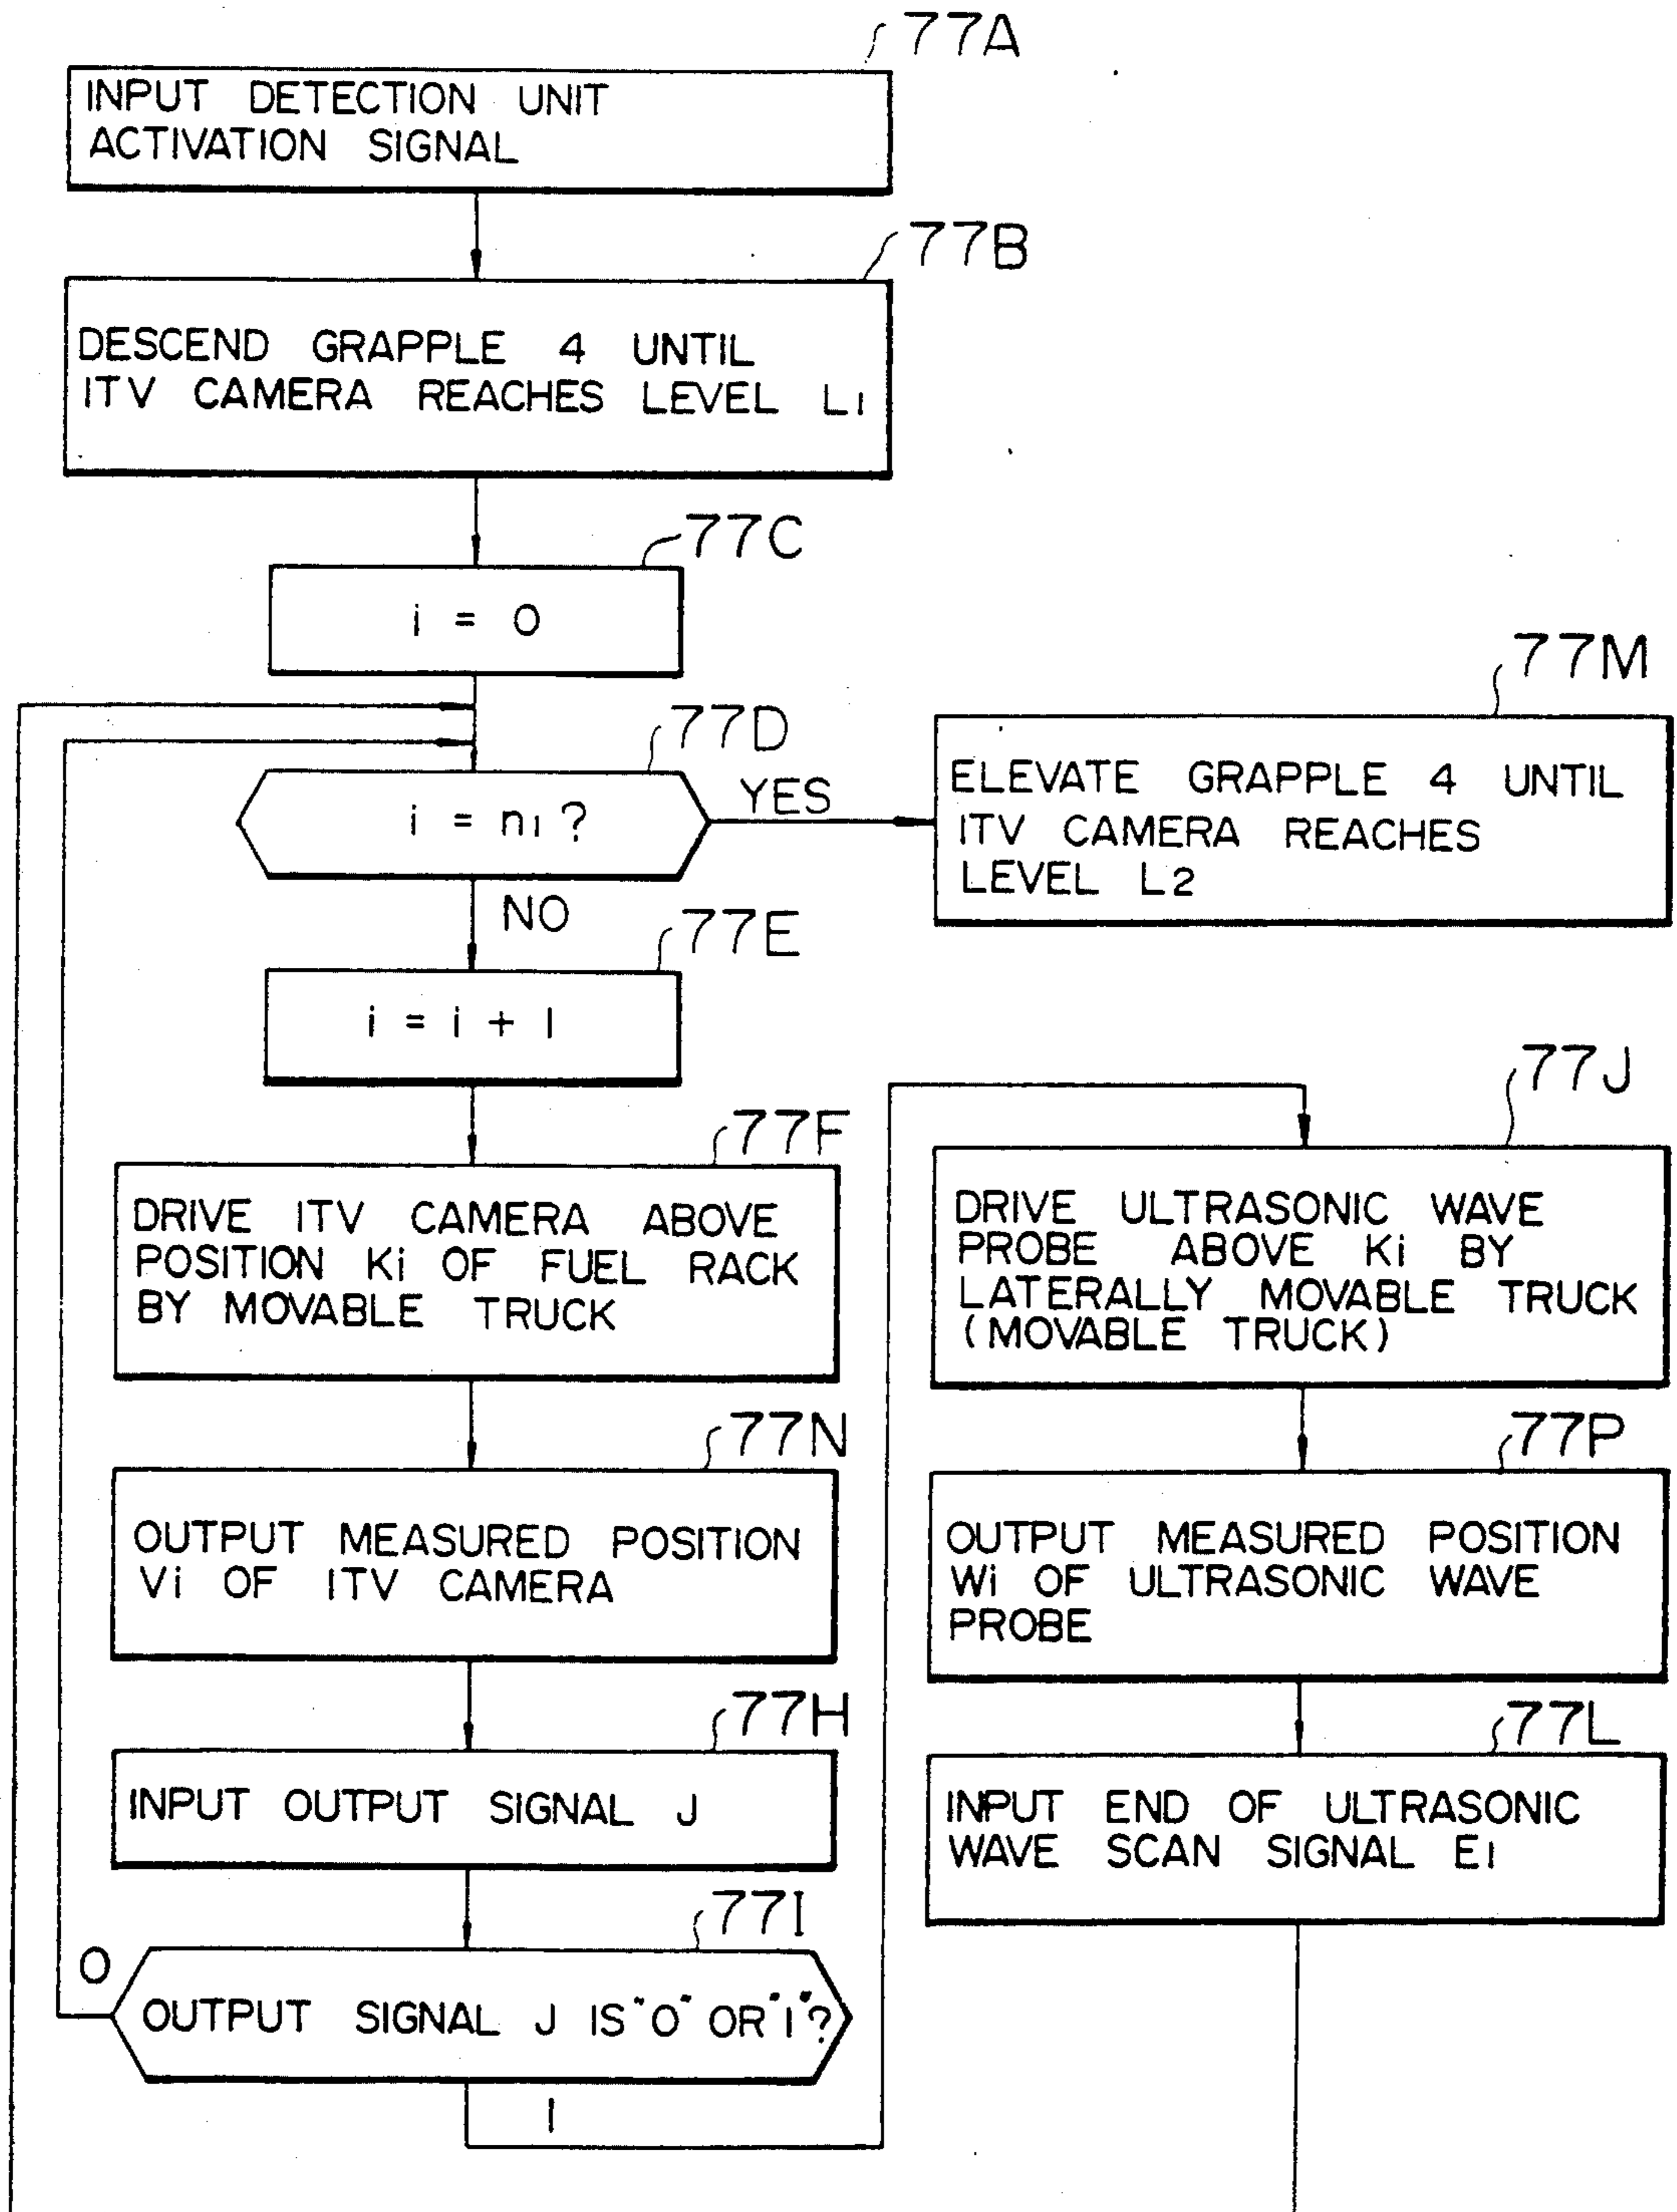 77A
INPUT DETECTION UNIT
ACTIVATION SIGNAL
77B
DESCEND GRAPPLE 4 UNTIL
ITV CAMERA REACHES LEVEL L1
77C
i = 0
77D
i = n1 ?
YES
NO
77M
ELEVATE GRAPPLE 4 UNTIL
ITV CAMERA REACHES
LEVEL L2
77E
i = i + 1
77F
DRIVE ITV CAMERA ABOVE
POSITION Ki OF FUEL RACK
BY MOVABLE TRUCK
77N
OUTPUT MEASURED POSITION
Vi OF ITV CAMERA
77H
INPUT OUTPUT SIGNAL J
77I
OUTPUT SIGNAL J IS "0" OR "1"?
0
1
77J
DRIVE ULTRASONIC WAVE
PROBE ABOVE Ki BY
LATERALLY MOVABLE TRUCK
(MOVABLE TRUCK)
77P
OUTPUT MEASURED POSITION
Wi OF ULTRASONIC WAVE
PROBE
77L
INPUT END OF ULTRASONIC
WAVE SCAN SIGNAL E1